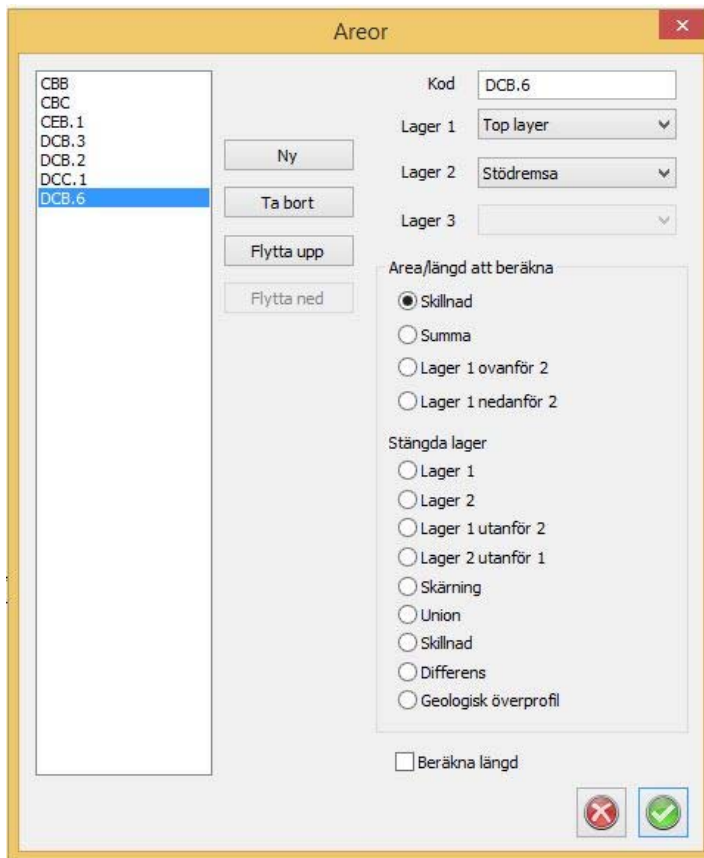 Areor
CBB
CBC
CEB.1
DCB.3
DCB.2
DCC.1
DCB.6
Ny
Ta bort
Flytta upp
Flytta ned
Kod DCB.6
Lager 1 Top layer
Lager 2 Stödremsa
Lager 3
Area/längd att beräkna
Skillnad
Summa
Lager 1 ovanför 2
Lager 1 nedanför 2
Stängda lager
Lager 1
Lager 2
Lager 1 utanför 2
Lager 2 utanför 1
Skärning
Union
Skillnad
Differens
Geologisk överprofil
Beräkna längd